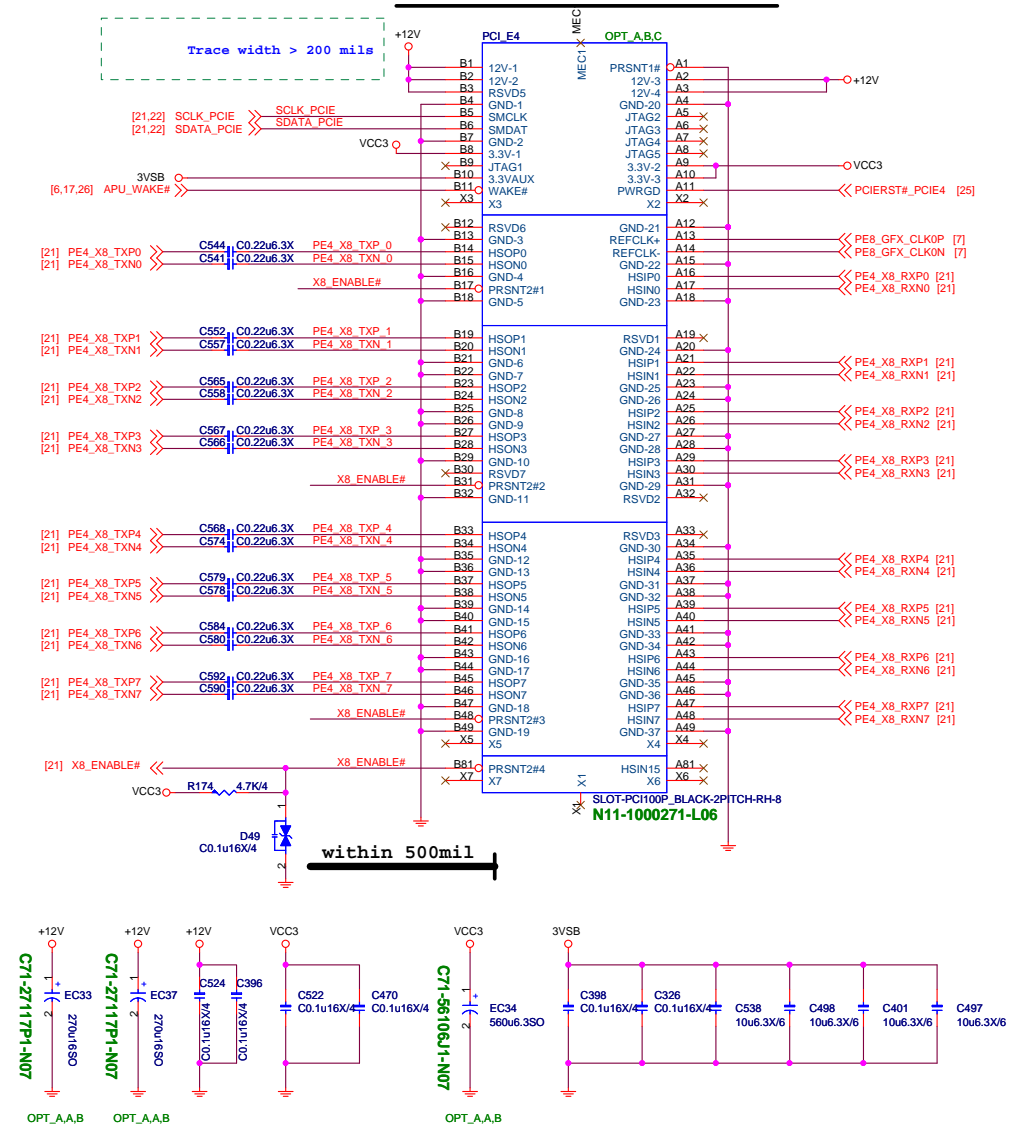 Trace width > 200 mils
+12V
PCI_E4
OPT_A,B,C
MEC
MEC1
B1 12V-1 PRSNT1# A1
B2 12V-2 12V-3 A2 +12V
B3 RSVD5 12V-4 A3
B4 GND-1 GND-20 A4
[21,22] SCLK_PCIE SCLK_PCIE B5 SMCLK JTAG2 A5
[21,22] SDATA_PCIE SDATA_PCIE B6 SMDAT JTAG3 A6
B7 GND-2 JTAG4 A7
VCC3 B8 3.3V-1 JTAG5 A8
B9 JTAG1 3.3V-2 A9 VCC3
3VSB B10 3.3VAUX 3.3V-3 A10
[6,17,26] APU_WAKE# B11 WAKE# PWRGD A11 PCIERST#_PCIE4 [25]
X3 X3 X2 X2
B12 RSVD6 GND-21 A12
B13 GND-3 REFCLK+ A13 PE8_GFX_CLK0P [7]
[21] PE4_X8_TXP0 C544 C0.22u6.3X PE4_X8_TXP_0 B14 HSOP0 REFCLK- A14 PE8_GFX_CLK0N [7]
[21] PE4_X8_TXN0 C541 C0.22u6.3X PE4_X8_TXN_0 B15 HSON0 GND-22 A15
B16 GND-4 HSIP0 A16 PE4_X8_RXP0 [21]
X8_ENABLE# B17 PRSNT2#1 HSIN0 A17 PE4_X8_RXN0 [21]
B18 GND-5 GND-23 A18
[21] PE4_X8_TXP1 C552 C0.22u6.3X PE4_X8_TXP_1 B19 HSOP1 RSVD1 A19
[21] PE4_X8_TXN1 C557 C0.22u6.3X PE4_X8_TXN_1 B20 HSON1 GND-24 A20
B21 GND-6 HSIP1 A21 PE4_X8_RXP1 [21]
B22 GND-7 HSIN1 A22 PE4_X8_RXN1 [21]
[21] PE4_X8_TXP2 C565 C0.22u6.3X PE4_X8_TXP_2 B23 HSOP2 GND-25 A23
[21] PE4_X8_TXN2 C558 C0.22u6.3X PE4_X8_TXN_2 B24 HSON2 GND-26 A24
B25 GND-8 HSIP2 A25 PE4_X8_RXP2 [21]
B26 GND-9 HSIN2 A26 PE4_X8_RXN2 [21]
[21] PE4_X8_TXP3 C567 C0.22u6.3X PE4_X8_TXP_3 B27 HSOP3 GND-27 A27
[21] PE4_X8_TXN3 C566 C0.22u6.3X PE4_X8_TXN_3 B28 HSON3 GND-28 A28
B29 GND-10 HSIP3 A29 PE4_X8_RXP3 [21]
B30 RSVD7 HSIN3 A30 PE4_X8_RXN3 [21]
X8_ENABLE# B31 PRSNT2#2 GND-29 A31
B32 GND-11 RSVD2 A32
[21] PE4_X8_TXP4 C568 C0.22u6.3X PE4_X8_TXP_4 B33 HSOP4 RSVD3 A33
[21] PE4_X8_TXN4 C574 C0.22u6.3X PE4_X8_TXN_4 B34 HSON4 GND-30 A34
B35 GND-12 HSIP4 A35 PE4_X8_RXP4 [21]
B36 GND-13 HSIN4 A36 PE4_X8_RXN4 [21]
[21] PE4_X8_TXP5 C579 C0.22u6.3X PE4_X8_TXP_5 B37 HSOP5 GND-31 A37
[21] PE4_X8_TXN5 C578 C0.22u6.3X PE4_X8_TXN_5 B38 HSON5 GND-32 A38
B39 GND-14 HSIP5 A39 PE4_X8_RXP5 [21]
B40 GND-15 HSIN5 A40 PE4_X8_RXN5 [21]
[21] PE4_X8_TXP6 C584 C0.22u6.3X PE4_X8_TXP_6 B41 HSOP6 GND-33 A41
[21] PE4_X8_TXN6 C580 C0.22u6.3X PE4_X8_TXN_6 B42 HSON6 GND-34 A42
B43 GND-16 HSIP6 A43 PE4_X8_RXP6 [21]
B44 GND-17 HSIN6 A44 PE4_X8_RXN6 [21]
[21] PE4_X8_TXP7 C592 C0.22u6.3X PE4_X8_TXP_7 B45 HSOP7 GND-35 A45
[21] PE4_X8_TXN7 C590 C0.22u6.3X PE4_X8_TXN_7 B46 HSON7 GND-36 A46
B47 GND-18 HSIP7 A47 PE4_X8_RXP7 [21]
X8_ENABLE# B48 PRSNT2#3 HSIN7 A48 PE4_X8_RXN7 [21]
B49 GND-19 GND-37 A49
X5 X5 X4 X4
[21] X8_ENABLE# X8_ENABLE# B81 PRSNT2#4 HSIN15 A81
X7 X7 X6 X6
X1
X1
VCC3 R174 4.7K/4
SLOT-PCI100P_BLACK-2PITCH-RH-8
N11-1000271-L06
1
D49
C0.1u16X/4
2
within 500mil
+12V +12V +12V VCC3 VCC3 3VSB
C71-27117P1-N07 1 + 2 EC33 270u16SO
C71-27117P1-N07 1 + 2 EC37 270u16SO
C524 C0.1u16X/4
C396 C0.1u16X/4
C522 C0.1u16X/4
C470 C0.1u16X/4
C71-56106J1-N07 1 + 2 EC34 560u6.3SO
C398 C0.1u16X/4
C326 C0.1u16X/4
C538 10u6.3X/6
C498 10u6.3X/6
C401 10u6.3X/6
C497 10u6.3X/6
OPT_A,A,B OPT_A,A,B OPT_A,A,B